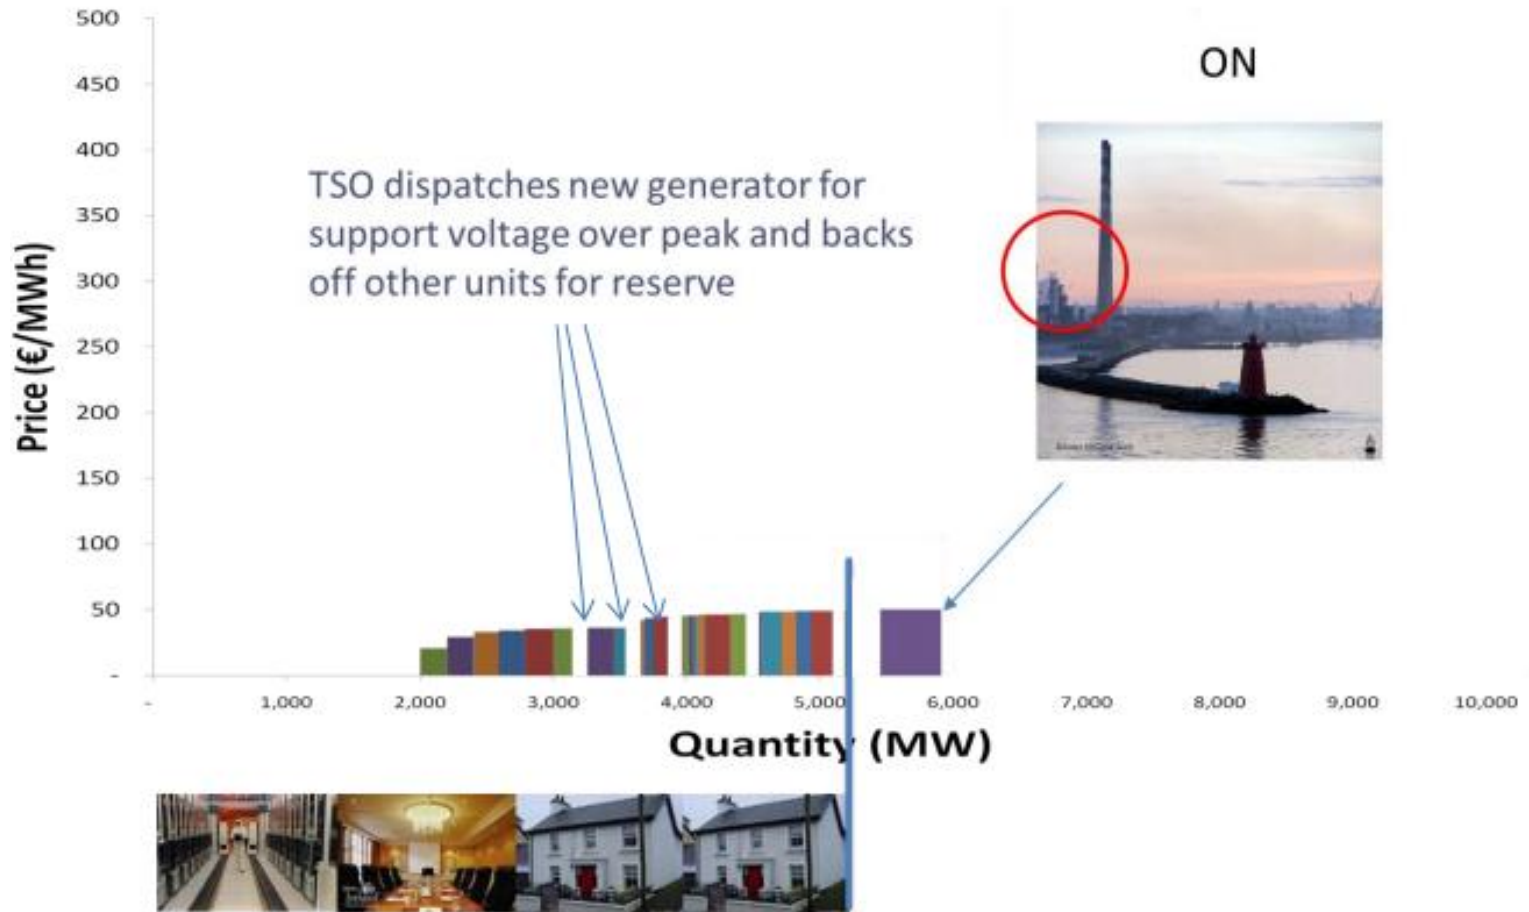 500
450
400
350
300
250
200
150
100
50
-
Price (€/MWh)
ON
TSO dispatches new generator for
support voltage over peak and backs
off other units for reserve
- 1,000 2,000 3,000 4,000 5,000 6,000 7,000 8,000 9,000 10,000
Quantity (MW)